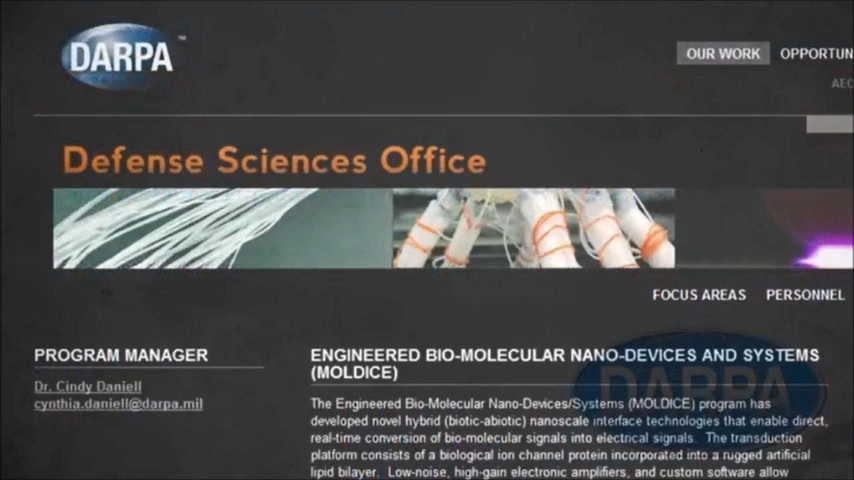 DARPA™
OUR WORK
OPPORTUN
AEO
Defense Sciences Office
FOCUS AREAS
PERSONNEL
PROGRAM MANAGER
Dr. Cindy Daniell
cynthia.daniell@darpa.mil
ENGINEERED BIO-MOLECULAR NANO-DEVICES AND SYSTEMS
(MOLDICE)
The Engineered Bio-Molecular Nano-Devices/Systems (MOLDICE) program has
developed novel hybrid (biotic-abiotic) nanoscale interface technologies that enable direct,
real-time conversion of bio-molecular signals into electrical signals. The transduction
platform consists of a biological ion channel protein incorporated into a rugged artificial
lipid bilayer. Low-noise, high-gain electronic amplifiers, and custom software allow
DARPA